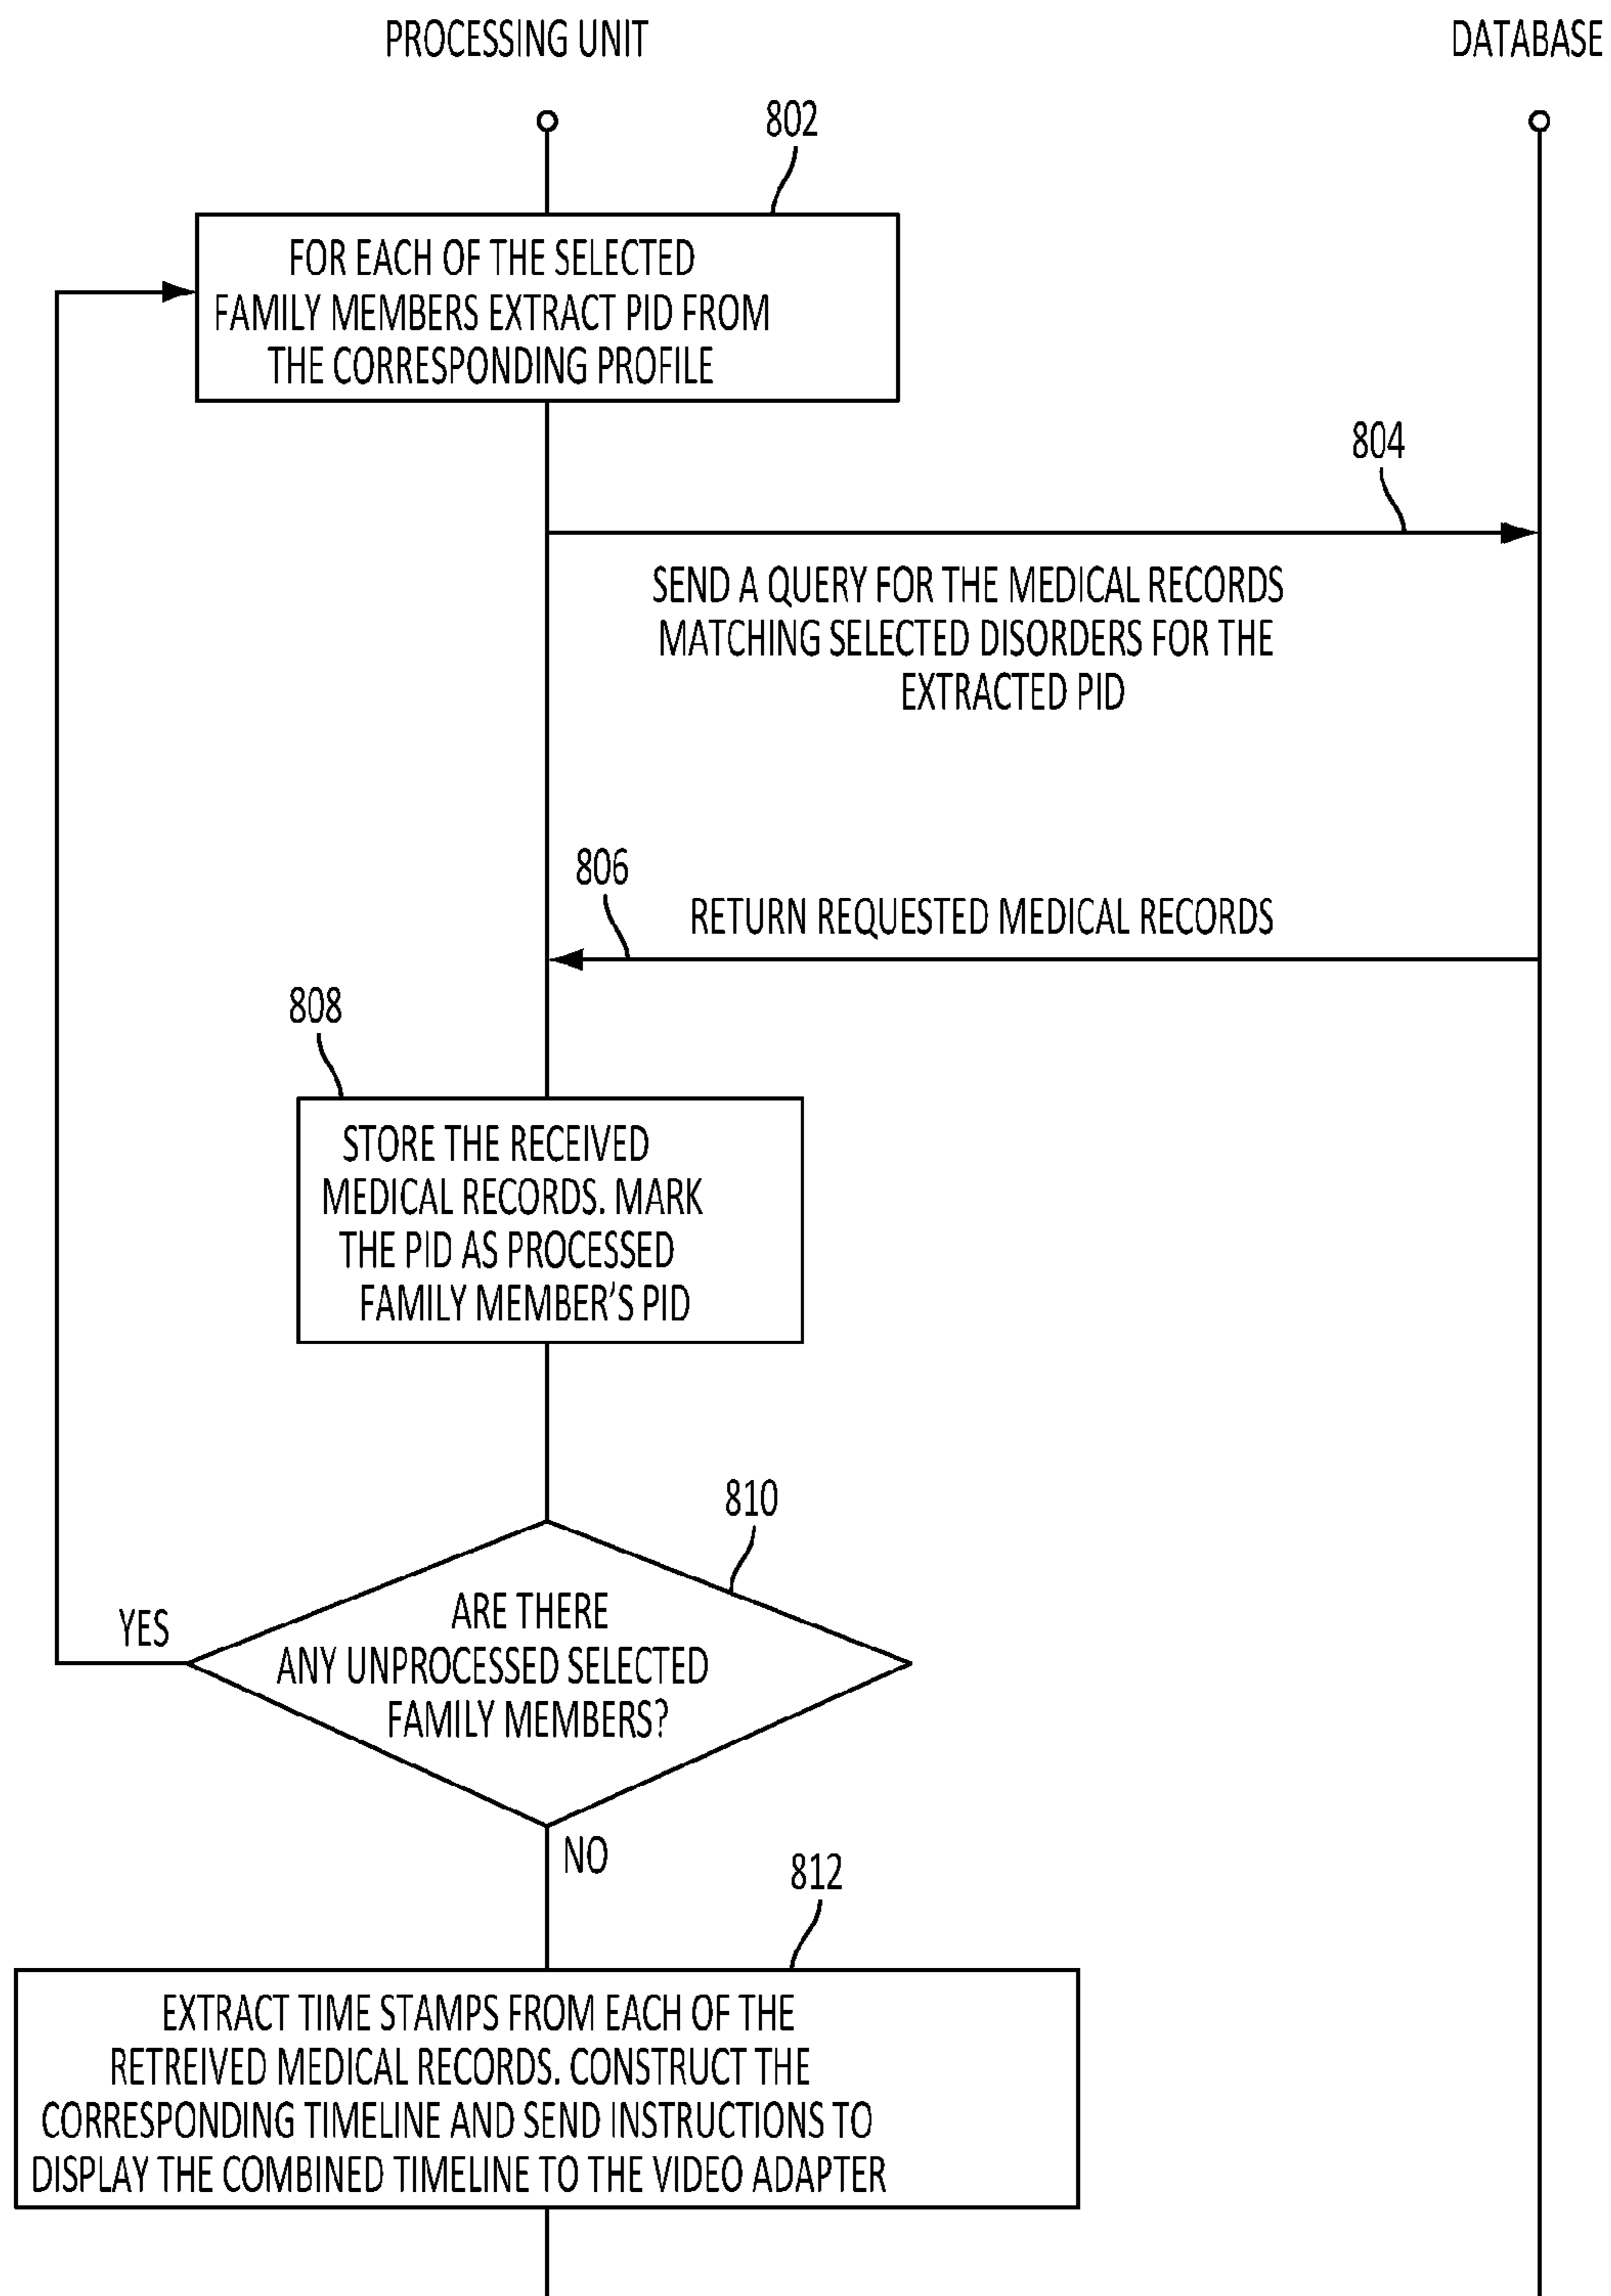 PROCESSING UNIT
DATABASE
802
FOR EACH OF THE SELECTED
FAMILY MEMBERS EXTRACT PID FROM
THE CORRESPONDING PROFILE
804
SEND A QUERY FOR THE MEDICAL RECORDS
MATCHING SELECTED DISORDERS FOR THE
EXTRACTED PID
806
RETURN REQUESTED MEDICAL RECORDS
808
STORE THE RECEIVED
MEDICAL RECORDS. MARK
THE PID AS PROCESSED
FAMILY MEMBER'S PID
810
ARE THERE
ANY UNPROCESSED SELECTED
FAMILY MEMBERS?
YES
NO
812
EXTRACT TIME STAMPS FROM EACH OF THE
RETREIVED MEDICAL RECORDS. CONSTRUCT THE
CORRESPONDING TIMELINE AND SEND INSTRUCTIONS TO
DISPLAY THE COMBINED TIMELINE TO THE VIDEO ADAPTER